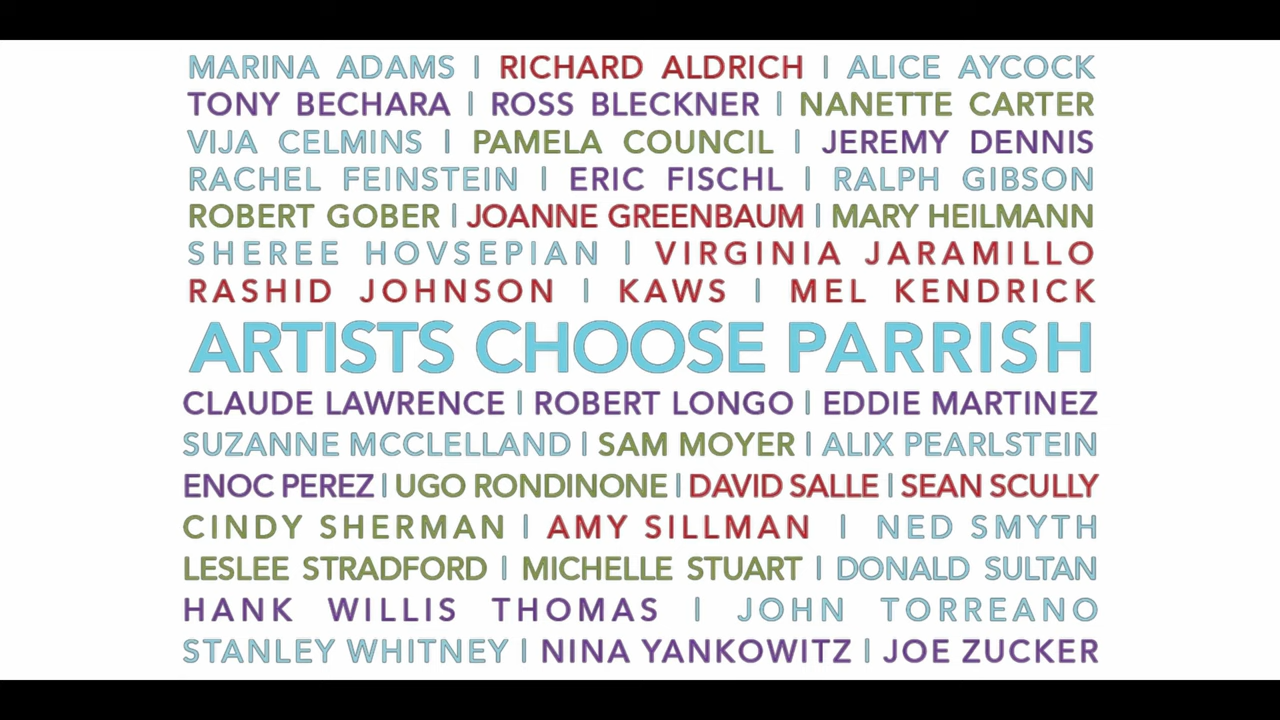 MARINA ADAMS | RICHARD ALDRICH | ALICE AYCOCK
TONY BECHARA | ROSS BLECKNER | NANETTE CARTER
VIJA CELMINS | PAMELA COUNCIL | JEREMY DENNIS
RACHEL FEINSTEIN | ERIC FISCHL | RALPH GIBSON
ROBERT GOBER | JOANNE GREENBAUM | MARY HEILMANN
SHEREE HOVSEPIAN | VIRGINIA JARAMILLO
RASHID JOHNSON | KAWS | MEL KENDRICK
ARTISTS CHOOSE PARRISH
CLAUDE LAWRENCE | ROBERT LONGO | EDDIE MARTINEZ
SUZANNE MCCLELLAND | SAM MOYER | ALIX PEARLSTEIN
ENOC PEREZ | UGO RONDINONE | DAVID SALLE | SEAN SCULLY
CINDY SHERMAN | AMY SILLMAN | NED SMYTH
LESLEE STRADFORD | MICHELLE STUART | DONALD SULTAN
HANK WILLIS THOMAS | JOHN TORREANO
STANLEY WHITNEY | NINA YANKOWITZ | JOE ZUCKER